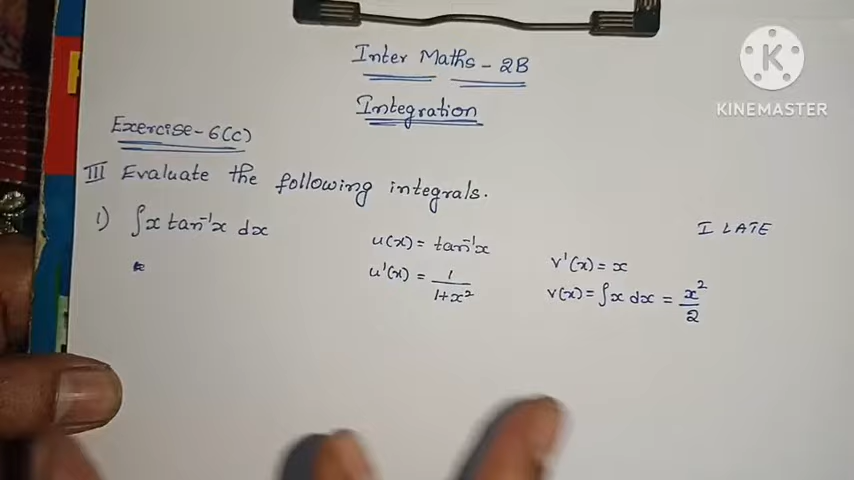 Inter Maths - 2B
KINEMASTER
Integration
Exercise - 6(c)
III Evaluate the following integrals.
1) ∫x tan⁻¹x dx
I LATE
u(x) = tan⁻¹x
v'(x) = x
u'(x) = 1/(1+x²)
v(x) = ∫x dx = x²/2